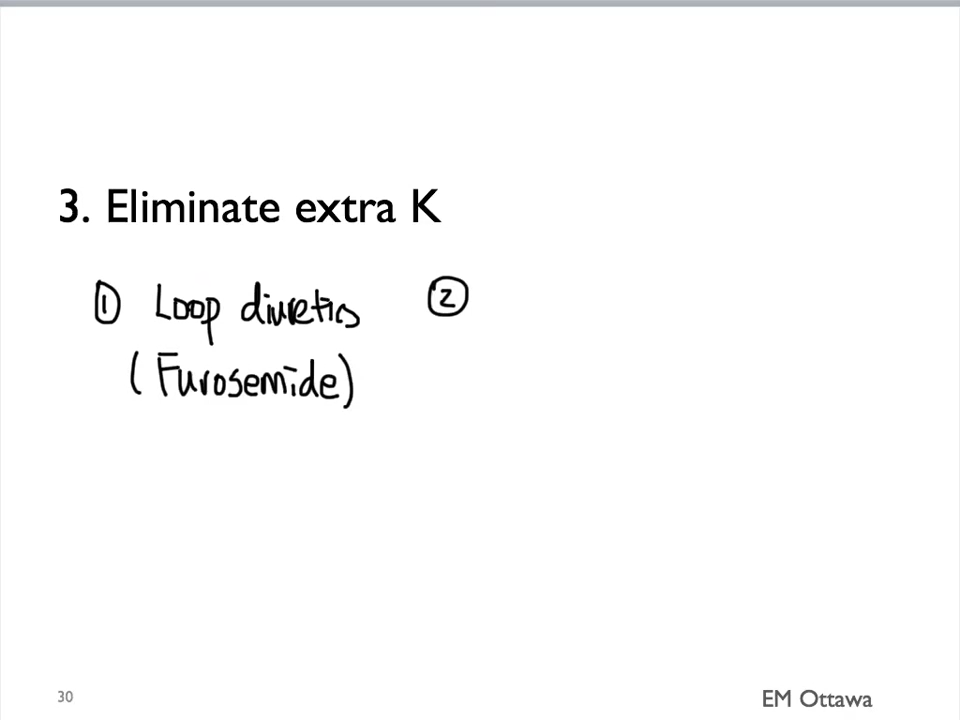 3. Eliminate extra K
① Loop diuretics ②
(Furosemide)
30
EM Ottawa